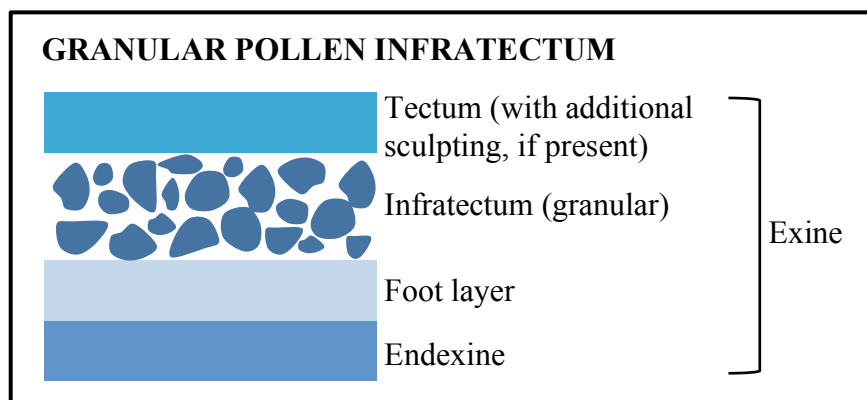 GRANULAR POLLEN INFRATECTUM
Tectum (with additional
sculpting, if present)
Infratectum (granular)
Exine
Foot layer
Endexine